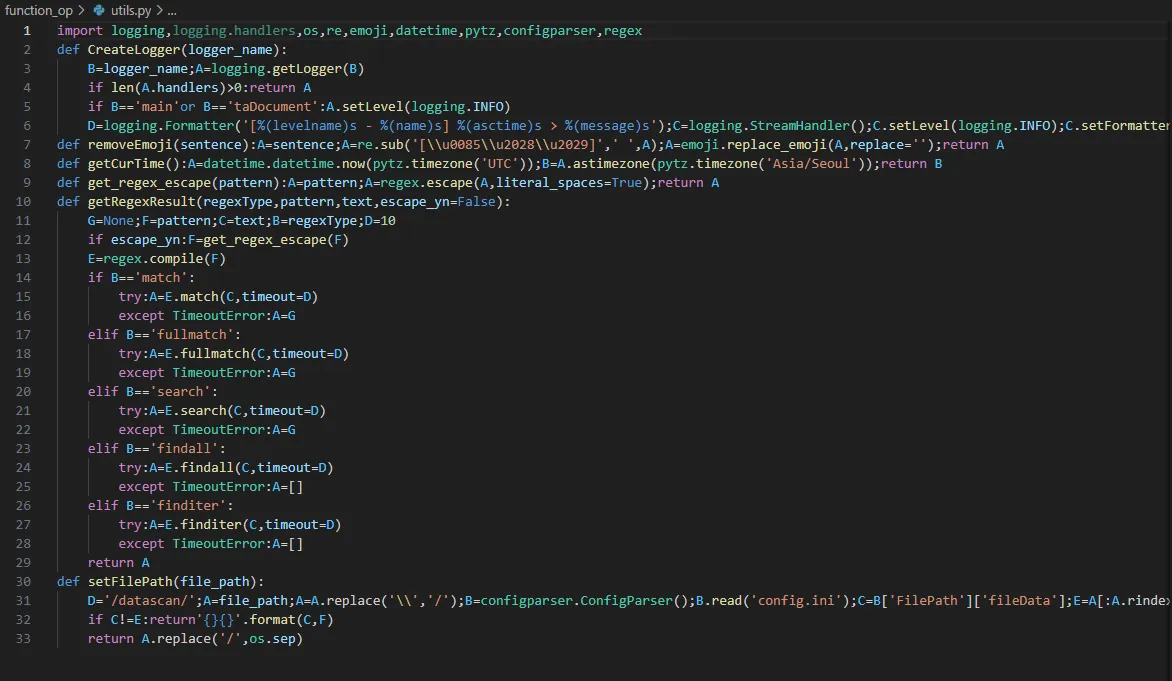 function_op > utils.py > ...
1 import logging,logging.handlers,os,re,emoji,datetime,pytz,configparser,regex
2 def CreateLogger(logger_name):
3     B=logger_name;A=logging.getLogger(B)
4     if len(A.handlers)>0:return A
5     if B=='main'or B=='taDocument':A.setLevel(logging.INFO)
6     D=logging.Formatter('[%(levelname)s - %(name)s] %(asctime)s > %(message)s');C=logging.StreamHandler();C.setLevel(logging.INFO);C.setFormatter
7 def removeEmoji(sentence):A=sentence;A=re.sub('[\\u0085\\u2028\\u2029]',' ',A);A=emoji.replace_emoji(A,replace='');return A
8 def getCurTime():A=datetime.datetime.now(pytz.timezone('UTC'));B=A.astimezone(pytz.timezone('Asia/Seoul'));return B
9 def get_regex_escape(pattern):A=pattern;A=regex.escape(A,literal_spaces=True);return A
10 def getRegexResult(regexType,pattern,text,escape_yn=False):
11     G=None;F=pattern;C=text;B=regexType;D=10
12     if escape_yn:F=get_regex_escape(F)
13     E=regex.compile(F)
14     if B=='match':
15         try:A=E.match(C,timeout=D)
16         except TimeoutError:A=G
17     elif B=='fullmatch':
18         try:A=E.fullmatch(C,timeout=D)
19         except TimeoutError:A=G
20     elif B=='search':
21         try:A=E.search(C,timeout=D)
22         except TimeoutError:A=G
23     elif B=='findall':
24         try:A=E.findall(C,timeout=D)
25         except TimeoutError:A=[]
26     elif B=='finditer':
27         try:A=E.finditer(C,timeout=D)
28         except TimeoutError:A=[]
29     return A
30 def setFilePath(file_path):
31     D='/datascan/';A=file_path;A=A.replace('\\','/');B=configparser.ConfigParser();B.read('config.ini');C=B['FilePath']['fileData'];E=A[:A.rinde
32     if C!=E:return'{}{}'.format(C,F)
33     return A.replace('/',os.sep)